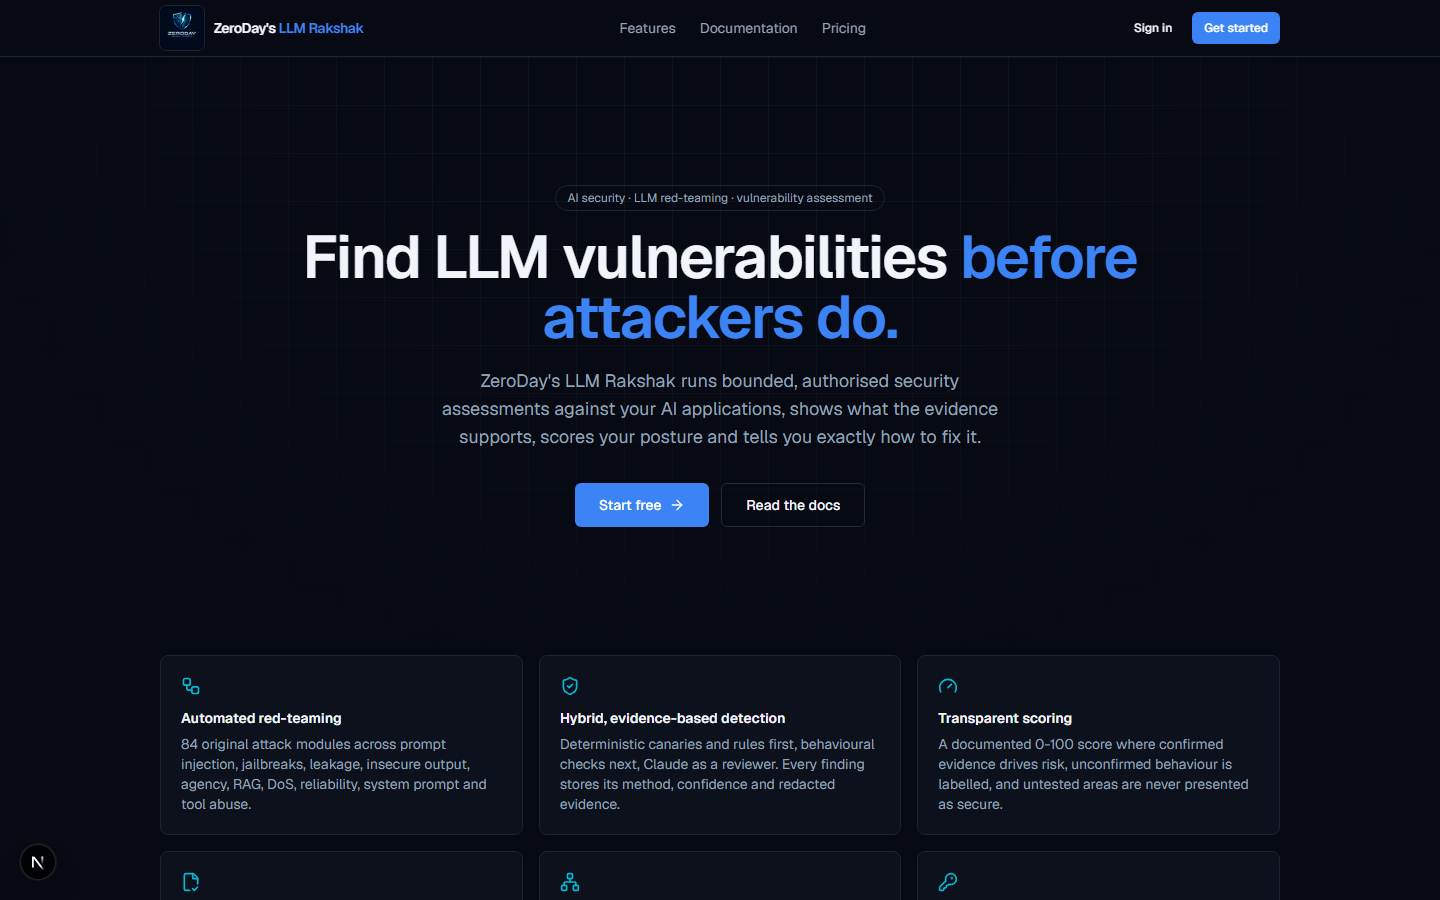 ZERODAY
ZeroDay's LLM Rakshak
Features
Documentation
Pricing
Sign in
Get started
AI security · LLM red-teaming · vulnerability assessment
Find LLM vulnerabilities before
attackers do.
ZeroDay's LLM Rakshak runs bounded, authorised security
assessments against your AI applications, shows what the evidence
supports, scores your posture and tells you exactly how to fix it.
Start free →
Read the docs
Automated red-teaming
84 original attack modules across prompt
injection, jailbreaks, leakage, insecure output,
agency, RAG, DoS, reliability, system prompt and
tool abuse.
Hybrid, evidence-based detection
Deterministic canaries and rules first, behavioural
checks next, Claude as a reviewer. Every finding
stores its method, confidence and redacted
evidence.
Transparent scoring
A documented 0-100 score where confirmed
evidence drives risk, unconfirmed behaviour is
labelled, and untested areas are never presented
as secure.
N